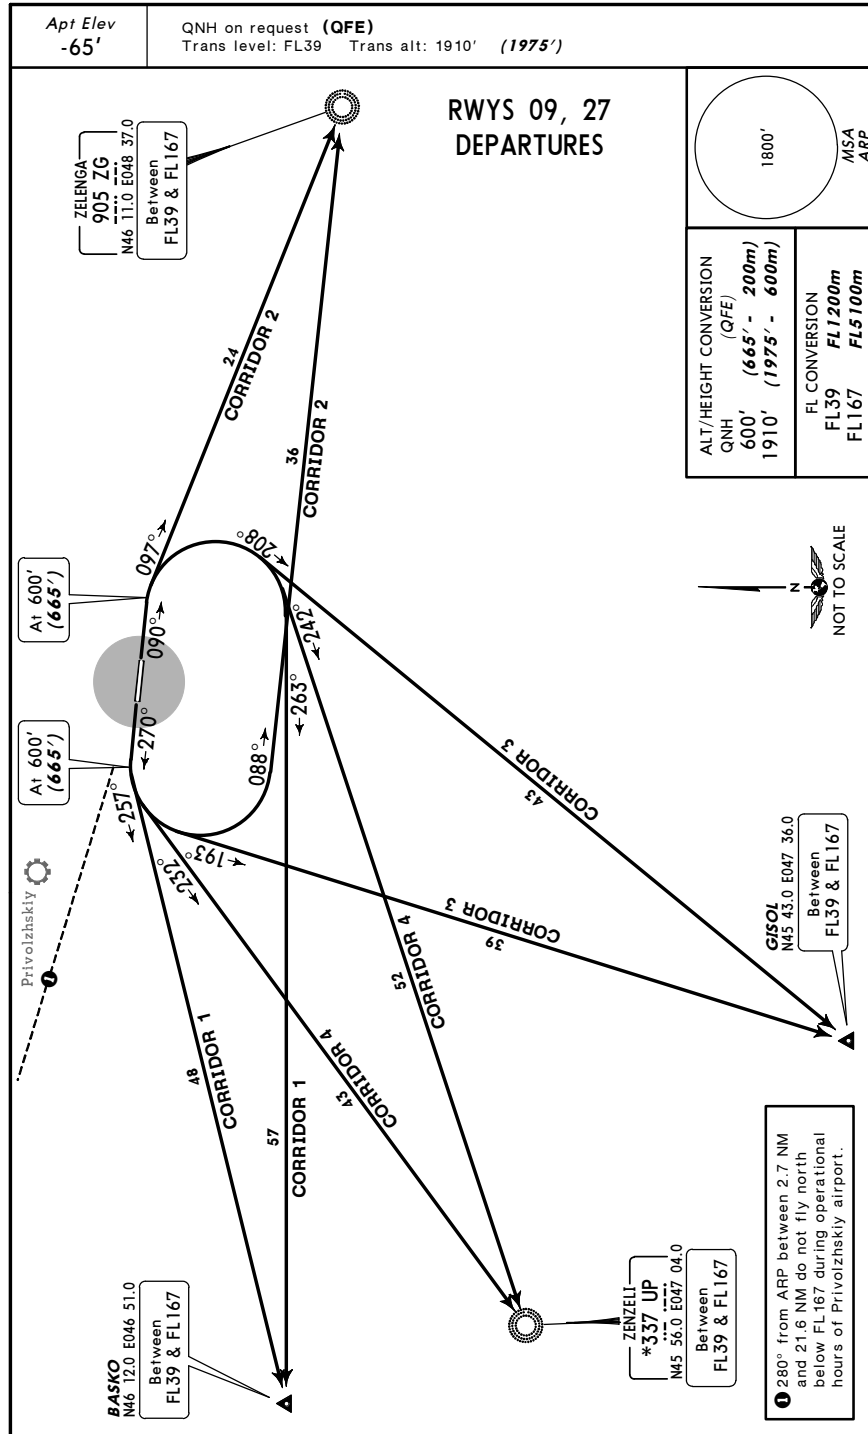 Apt Elev
-65'
QNH on request (QFE)
Trans level: FL39 Trans alt: 1910' (1975')
RWYS 09, 27
DEPARTURES
1800'
MSA
ARP
ALT/HEIGHT CONVERSION
QNH (QFE)
600' (665' - 200m)
1910' (1975' - 600m)
FL CONVERSION
FL39 FL1200m
FL167 FL5100m
N
NOT TO SCALE
ZELENGA
905 ZG
N46 11.0 E048 37.0
Between
FL39 & FL167
24
CORRIDOR 2
36
CORRIDOR 2
At 600'
(665')
097°
090°
208°
242°
At 600'
(665')
270°
263°
088°
257°
232°
193°
Privolzhskiy
1
48
CORRIDOR 1
57
CORRIDOR 1
43
CORRIDOR 4
52
CORRIDOR 4
39
CORRIDOR 3
43
CORRIDOR 3
GISOL
N45 43.0 E047 36.0
Between
FL39 & FL167
BASKO
N46 12.0 E046 51.0
Between
FL39 & FL167
ZENZELI
*337 UP
N45 56.0 E047 04.0
Between
FL39 & FL167
1 280° from ARP between 2.7 NM
and 21.6 NM do not fly north
below FL167 during operational
hours of Privolzhskiy airport.